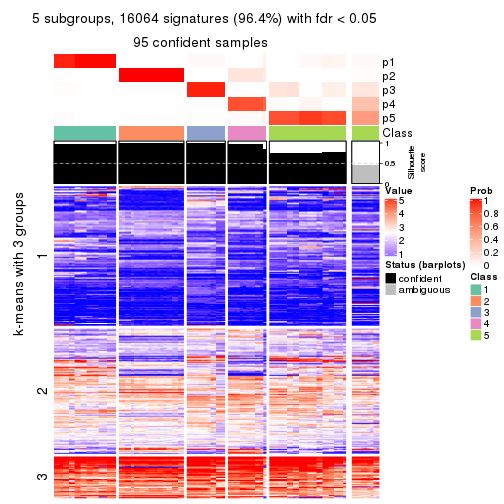 5 subgroups, 16064 signatures (96.4%) with fdr < 0.05
95 confident samples
p1
p2
p3
p4
p5
Class
1
0.5
0
Silhouette
score
k-means with 3 groups
1
2
3
Value
5
4
3
2
1
Status (barplots)
confident
ambiguous
Prob
1
0.8
0.6
0.4
0.2
0
Class
1
2
3
4
5